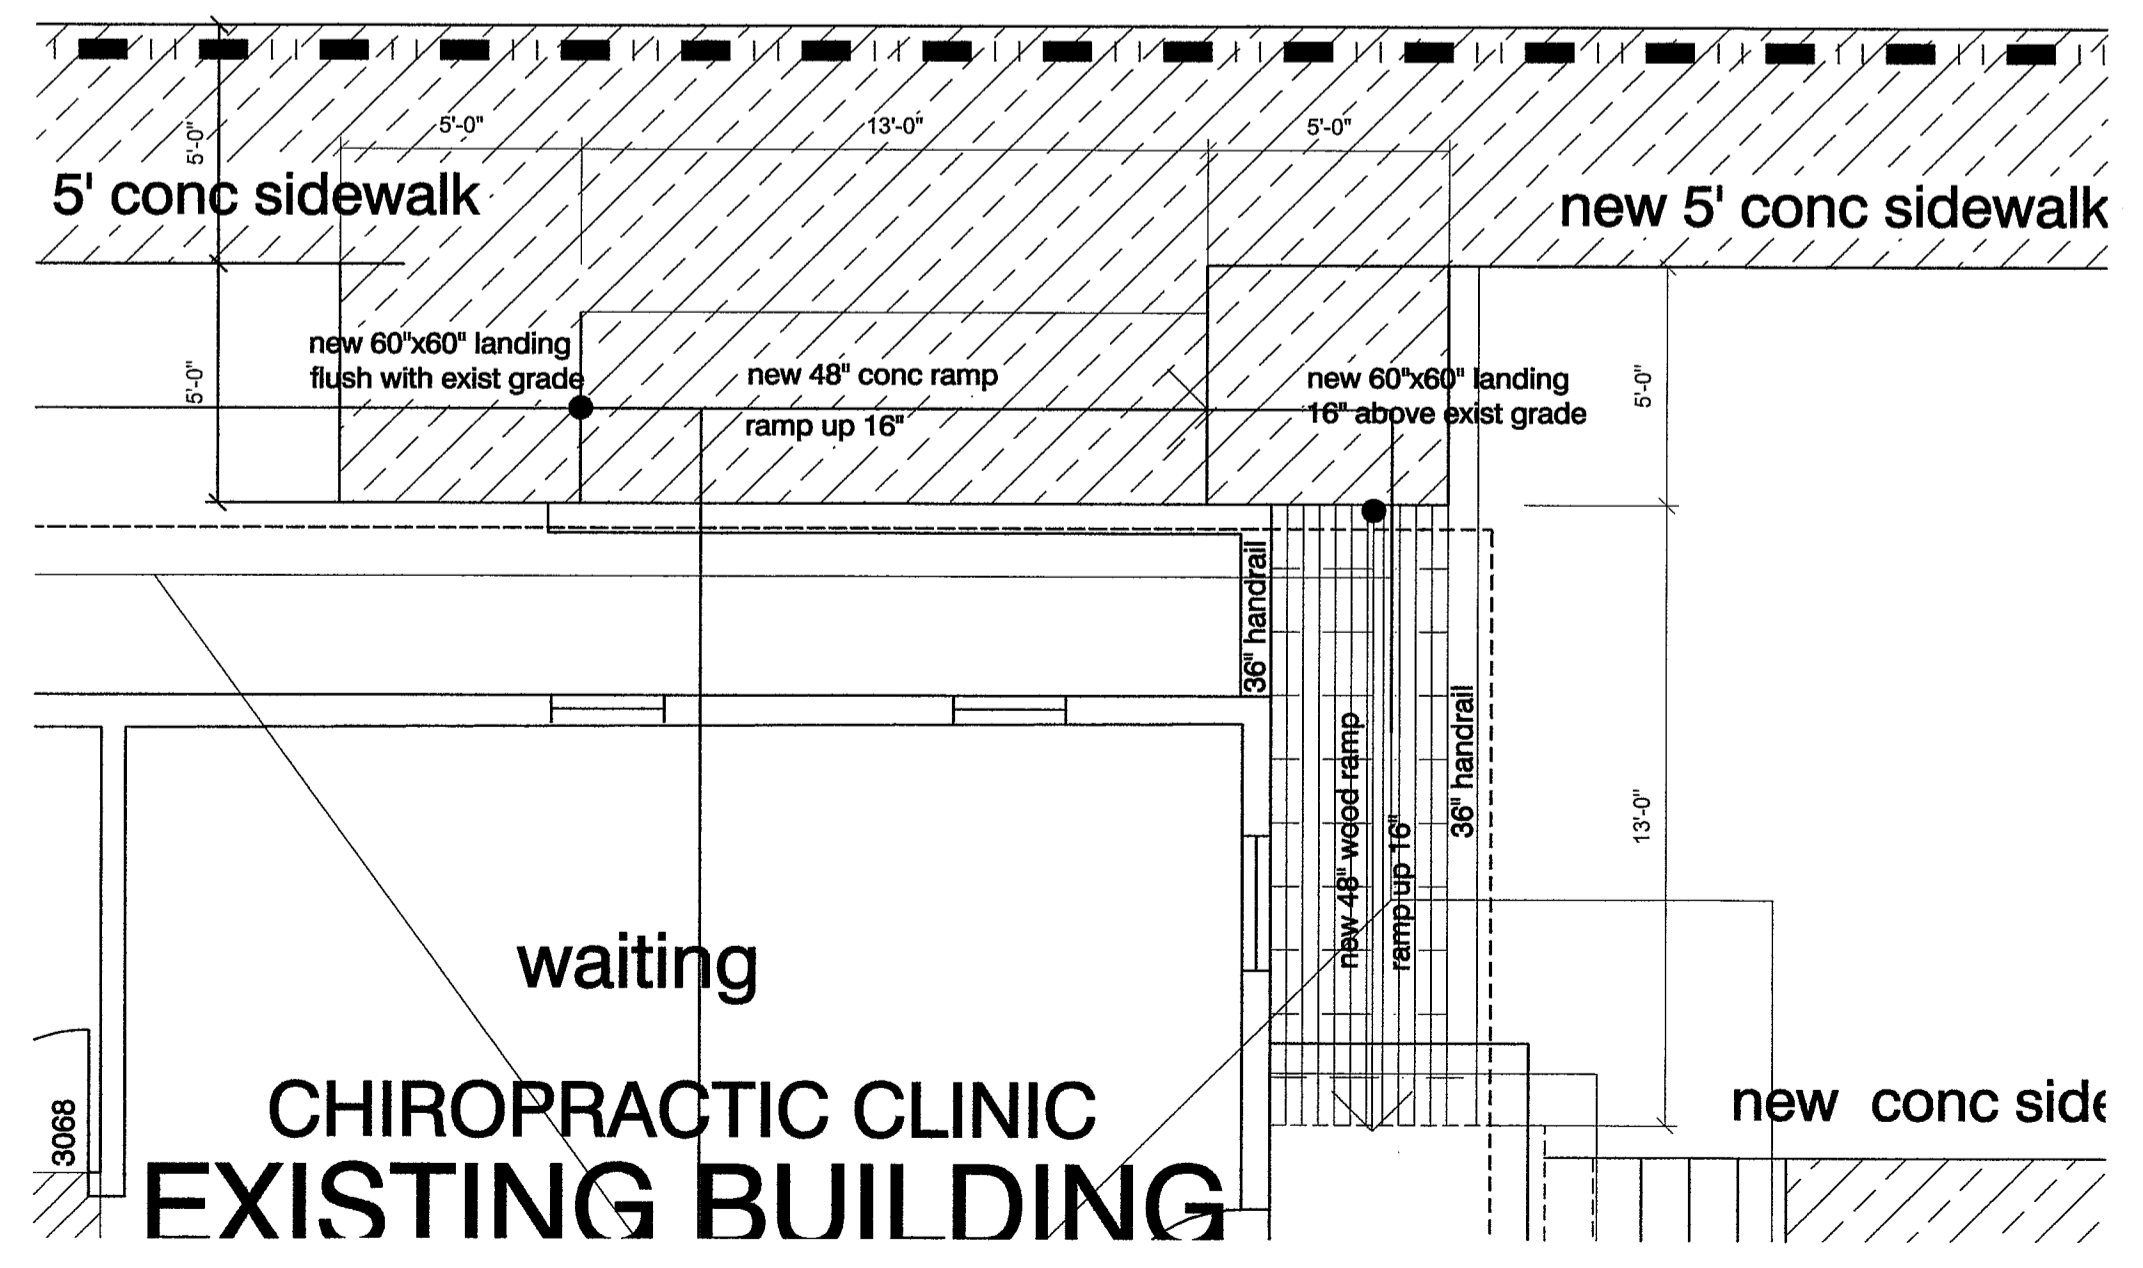 5'-0"
13'-0"
5'-0"
5'-0"
5' conc sidewalk
new 5' conc sidewalk
new 60"x60" landing
flush with exist grade
5'-0"
new 48" conc ramp
ramp up 16"
new 60"x60" landing
16" above exist grade
5'-0"
36" handrail
new 48" wood ramp
ramp up 16"
36" handrail
13'-0"
waiting
CHIROPRACTIC CLINIC
EXISTING BUILDING
3068
new conc side